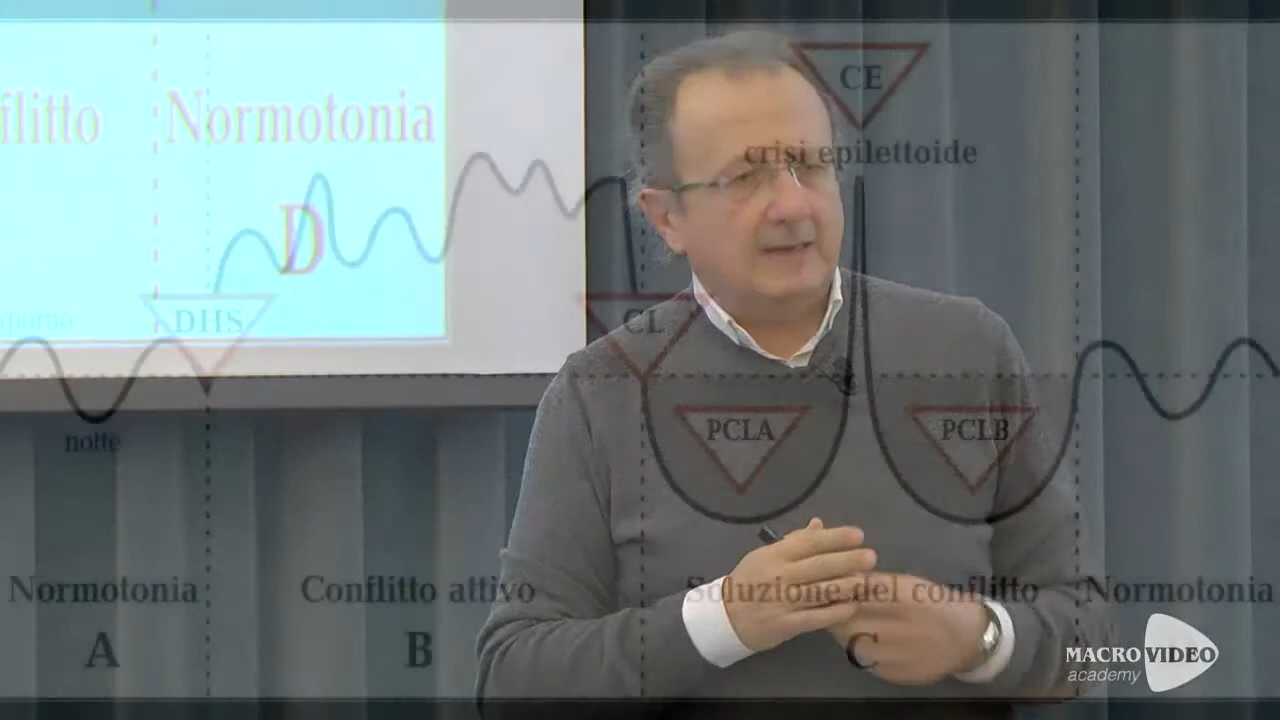 CE
crisi epilettoide
flitto
Normotonia
D
giorno
DHS
CL
PCLA
PCLB
notte
Normotonia
Conflitto attivo
Soluzione del conflitto
Normotonia
A
B
C
MACRO VIDEO
academy